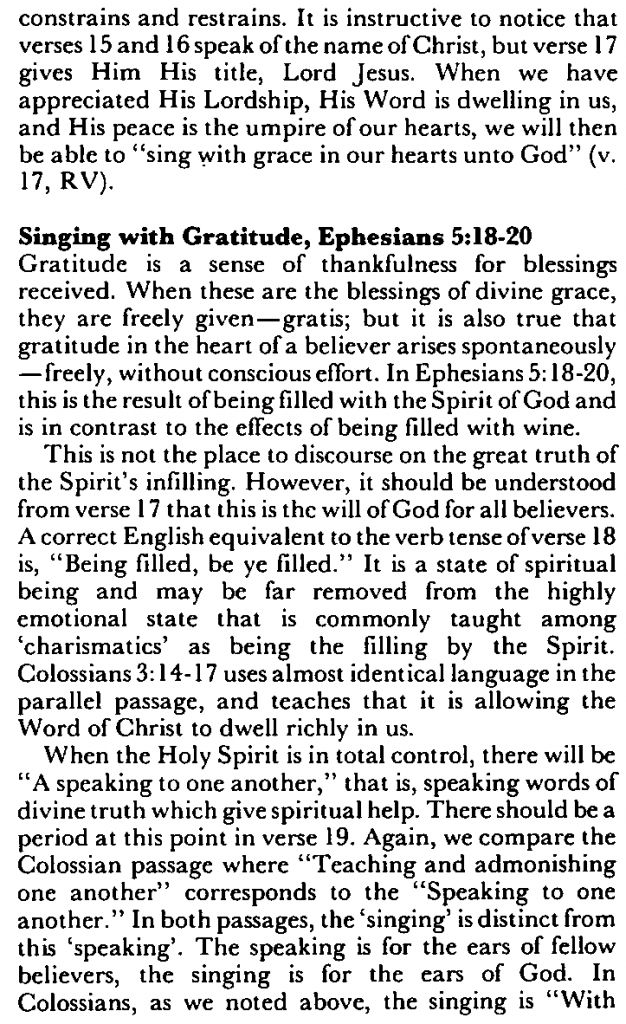 constrains and restrains. It is instructive to notice that
verses 15 and 16 speak of the name of Christ, but verse 17
gives Him His title, Lord Jesus. When we have
appreciated His Lordship, His Word is dwelling in us,
and His peace is the umpire of our hearts, we will then
be able to "sing with grace in our hearts unto God" (v.
17, RV).
Singing with Gratitude, Ephesians 5:18-20
Gratitude is a sense of thankfulness for blessings
received. When these are the blessings of divine grace,
they are freely given—gratis; but it is also true that
gratitude in the heart of a believer arises spontaneously
—freely, without conscious effort. In Ephesians 5:18-20,
this is the result of being filled with the Spirit of God and
is in contrast to the effects of being filled with wine.
This is not the place to discourse on the great truth of
the Spirit's infilling. However, it should be understood
from verse 17 that this is the will of God for all believers.
A correct English equivalent to the verb tense of verse 18
is, "Being filled, be ye filled." It is a state of spiritual
being and may be far removed from the highly
emotional state that is commonly taught among
'charismatics' as being the filling by the Spirit.
Colossians 3:14-17 uses almost identical language in the
parallel passage, and teaches that it is allowing the
Word of Christ to dwell richly in us.
When the Holy Spirit is in total control, there will be
"A speaking to one another," that is, speaking words of
divine truth which give spiritual help. There should be a
period at this point in verse 19. Again, we compare the
Colossian passage where "Teaching and admonishing
one another" corresponds to the "Speaking to one
another." In both passages, the 'singing' is distinct from
this 'speaking'. The speaking is for the ears of fellow
believers, the singing is for the ears of God. In
Colossians, as we noted above, the singing is "With